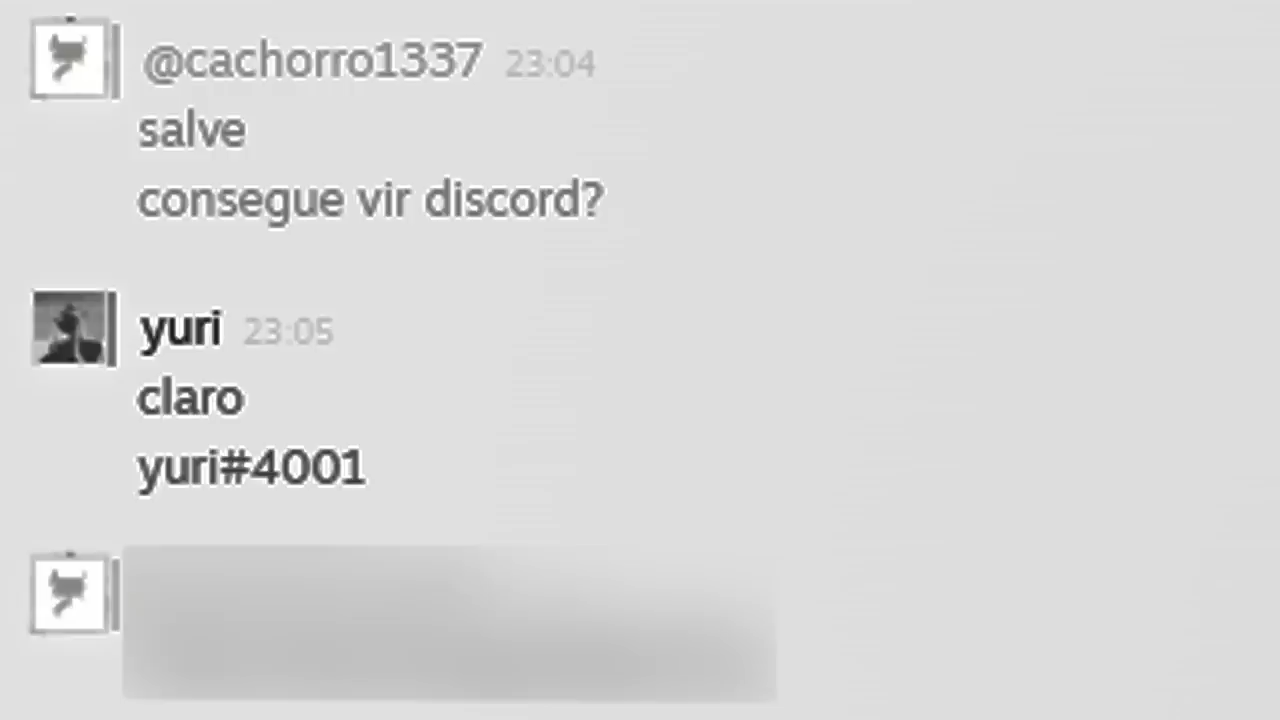 @cachorro1337 23:04
salve
consegue vir discord?
yuri 23:05
claro
yuri#4001